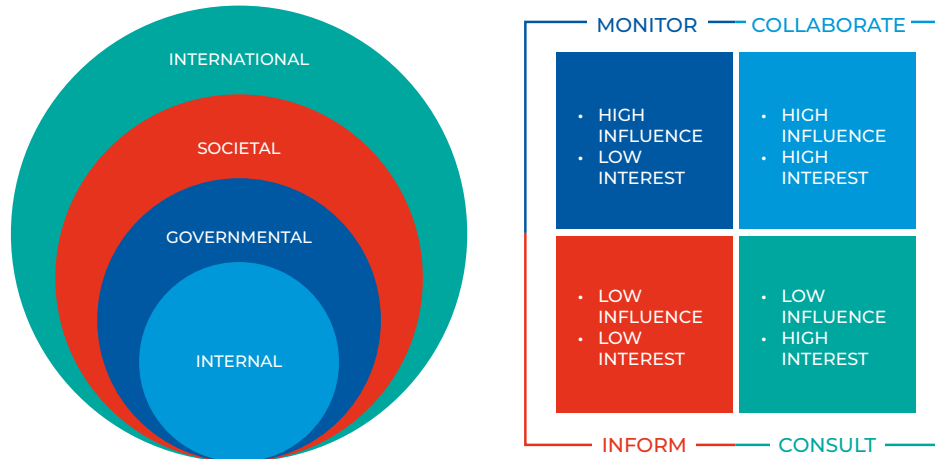 INTERNATIONAL
SOCIETAL
GOVERNMENTAL
INTERNAL
MONITOR
COLLABORATE
• HIGH
INFLUENCE
• LOW
INTEREST
• HIGH
INFLUENCE
• HIGH
INTEREST
• LOW
INFLUENCE
• LOW
INTEREST
• LOW
INFLUENCE
• HIGH
INTEREST
INFORM
CONSULT